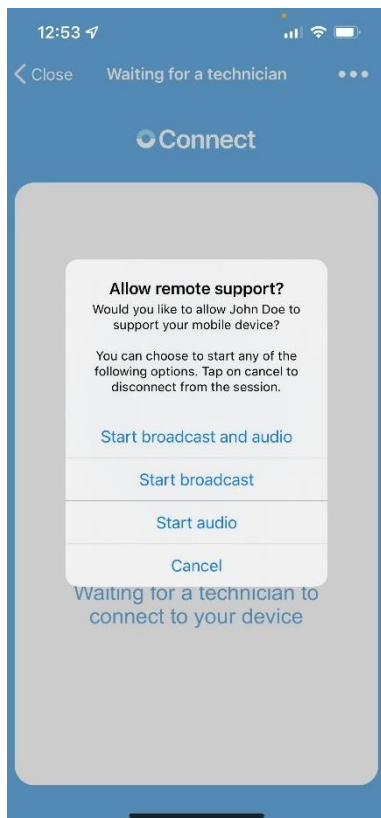 12:53
Close Waiting for a technician
Connect
Allow remote support?
Would you like to allow John Doe to
support your mobile device?
You can choose to start any of the
following options. Tap on cancel to
disconnect from the session.
Start broadcast and audio
Start broadcast
Start audio
Cancel
Waiting for a technician to
connect to your device